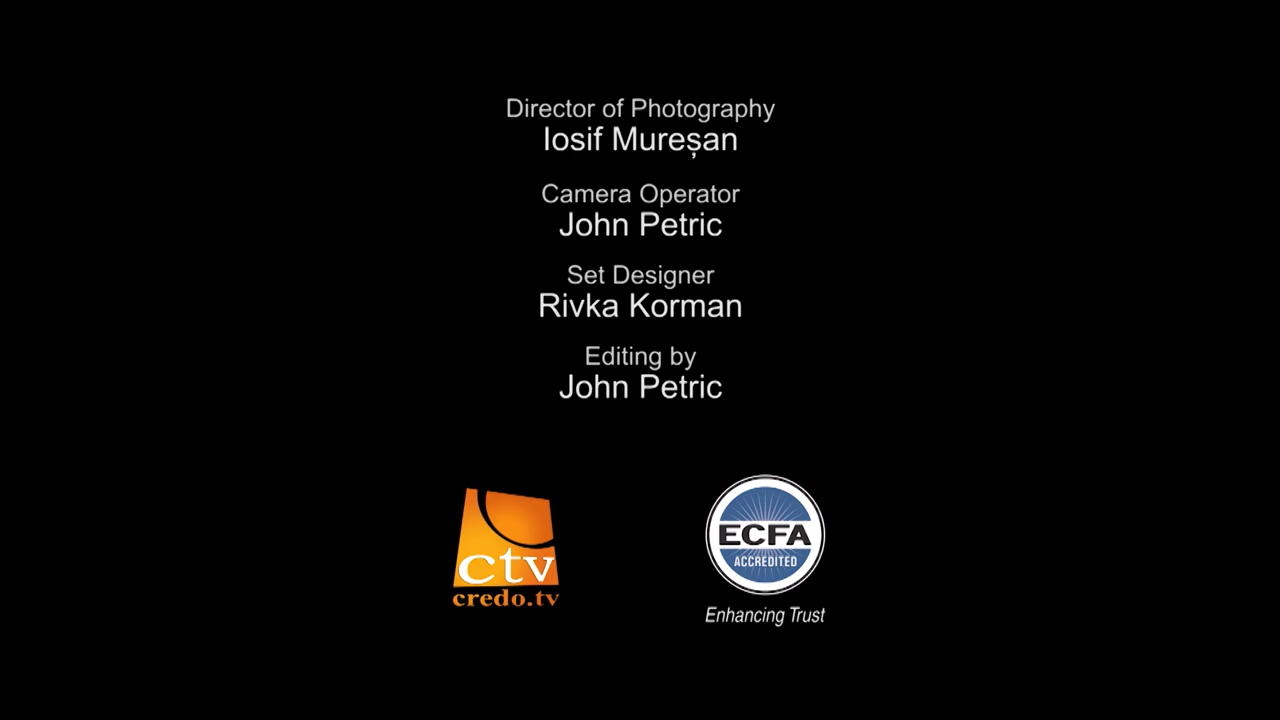 Director of Photography
Iosif Mureșan
Camera Operator
John Petric
Set Designer
Rivka Korman
Editing by
John Petric
ctv
credo.tv
ECFA
ACCREDITED
Enhancing Trust